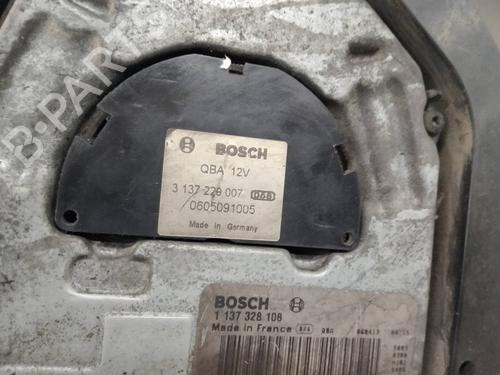 B-PARTS
BOSCH
QBA 12V
3 137 229 007 068
0605091005
Made in Germany
BOSCH
1 137 328 108
Made in France